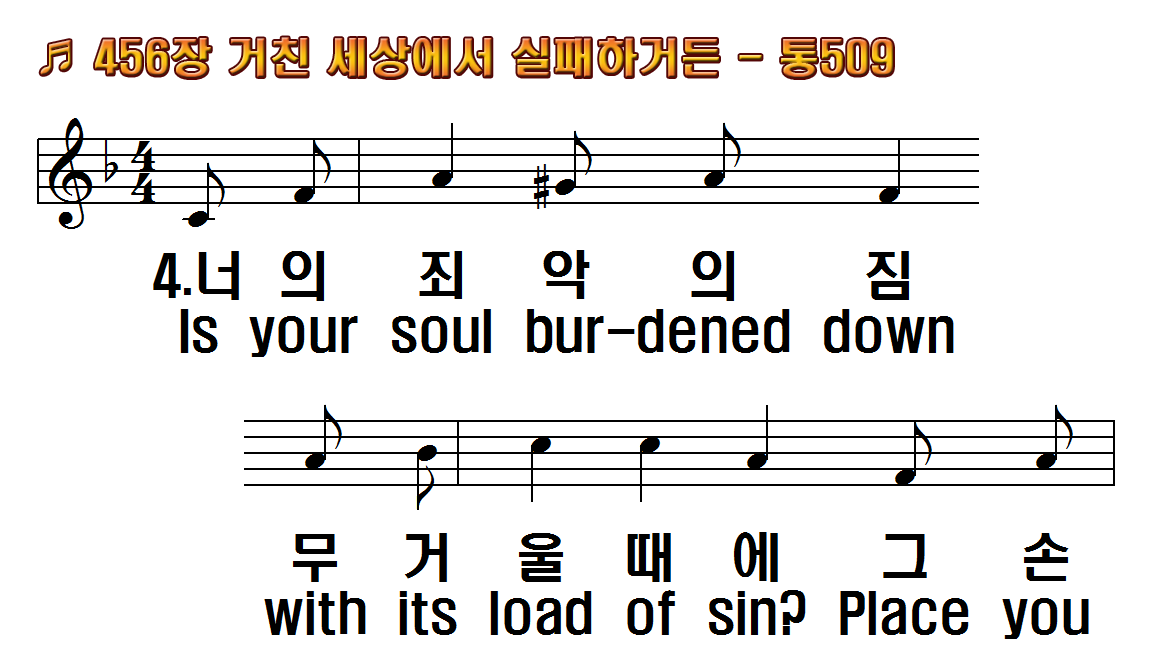 ♬ 456장 거친 세상에서 실패하거든 - 통509
4.너 의 죄 악 의 짐
Is your soul bur-dened down
무 거 울 때 에 그 손
with its load of sin? Place you